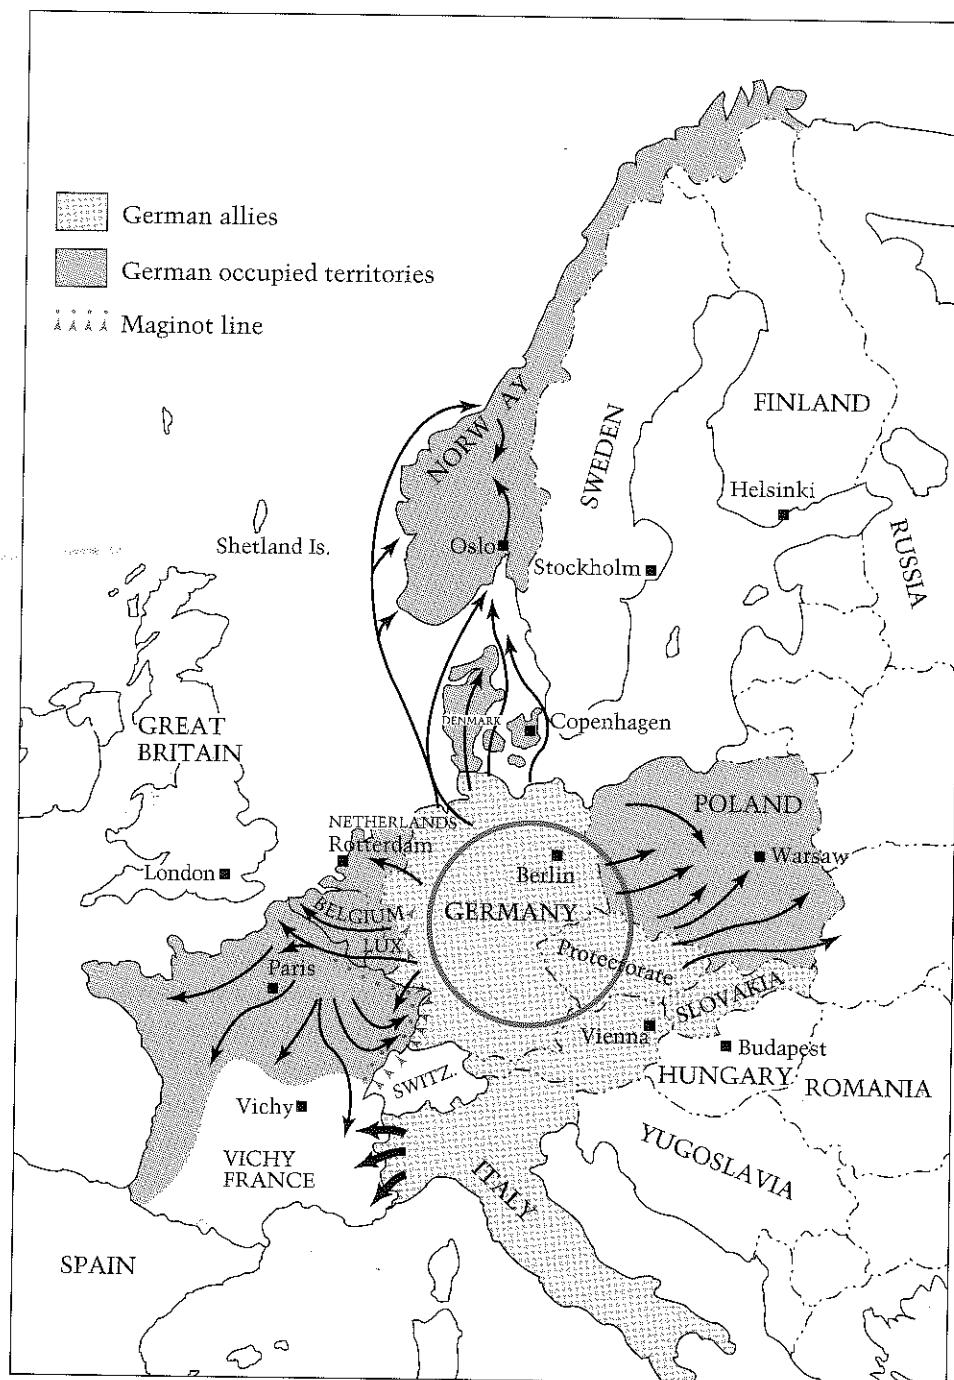 German allies
German occupied territories
Maginot line
NORWAY
FINLAND
SWEDEN
Helsinki
RUSSIA
Shetland Is.
Oslo
Stockholm
GREAT
BRITAIN
DENMARK
Copenhagen
POLAND
NETHERLANDS
Rotterdam
Warsaw
London
Berlin
BELGIUM
GERMANY
LUX
Protectorate
Paris
SLOVAKIA
Vienna
Budapest
SWITZ.
HUNGARY
ROMANIA
Vichy
VICHY
FRANCE
YUGOSLAVIA
ITALY
SPAIN